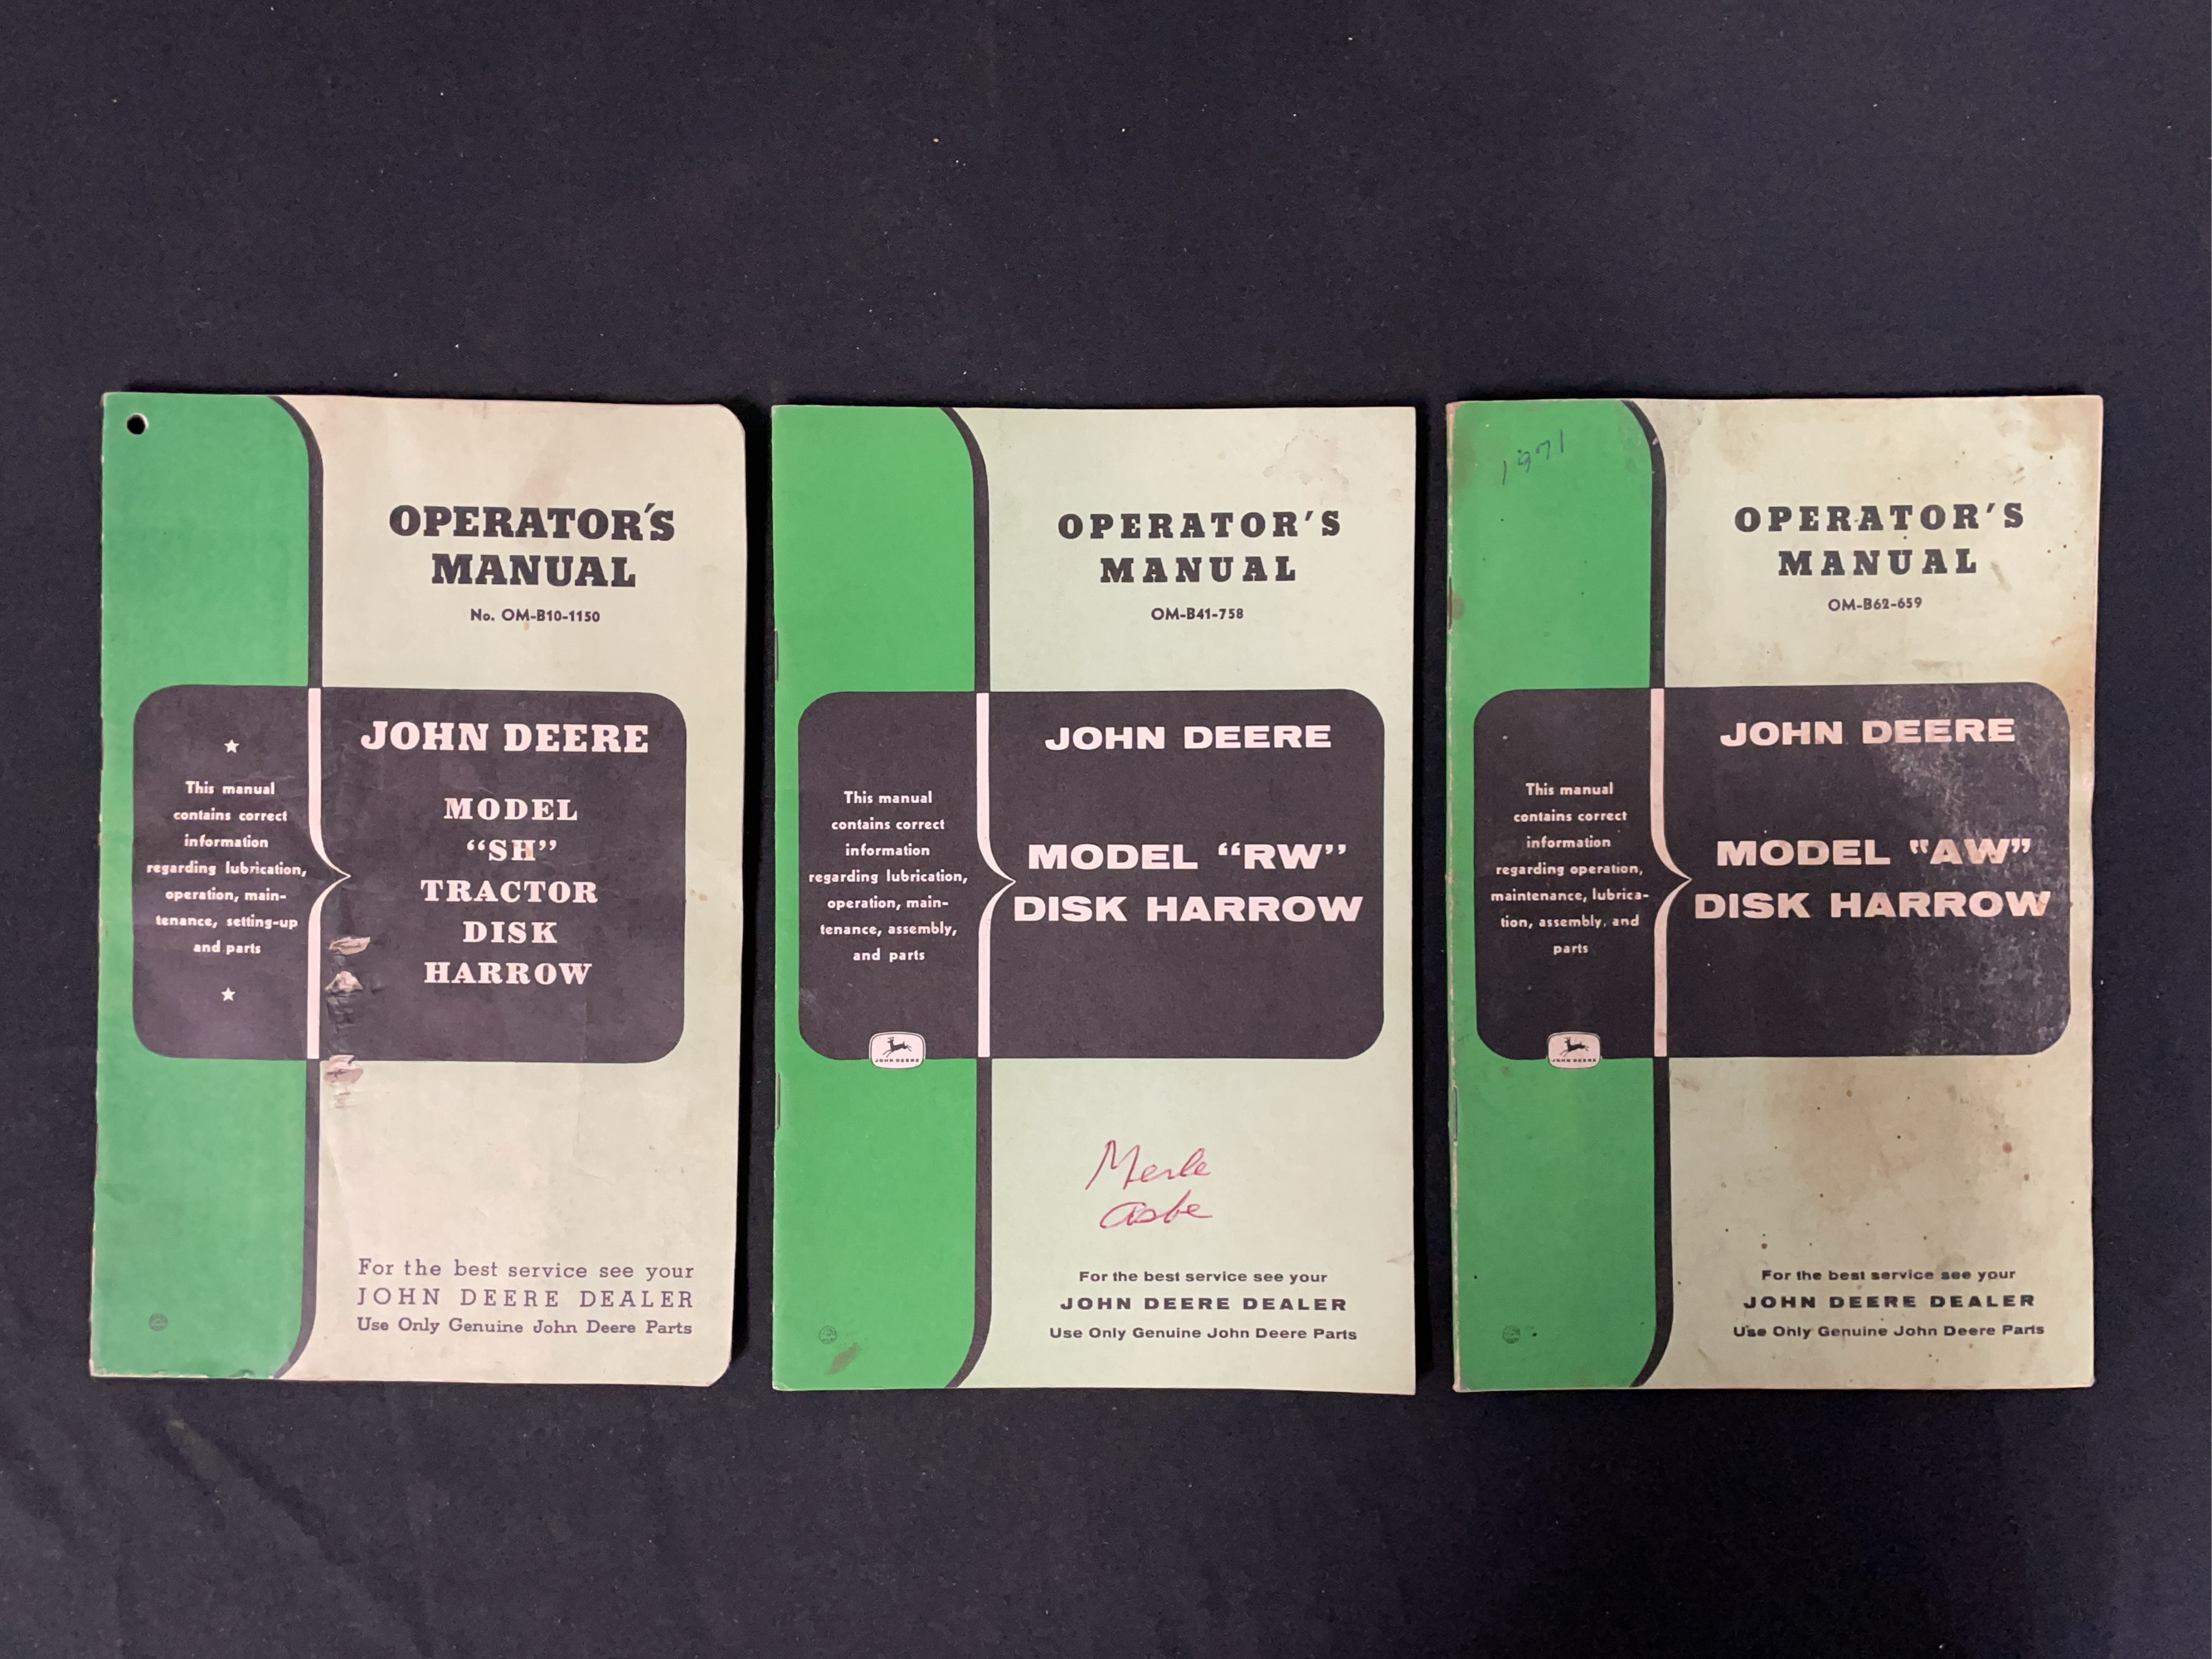 OPERATOR'S
MANUAL
No. OM-B10-1150
JOHN DEERE
MODEL
“SH”
TRACTOR
DISK
HARROW
This manual
contains correct
information
regarding lubrication,
operation, main-
tenance, setting-up
and parts
For the best service see your
JOHN DEERE DEALER
Use Only Genuine John Deere Parts
OPERATOR'S
MANUAL
OM-B41-758
JOHN DEERE
MODEL “RW”
DISK HARROW
This manual
contains correct
information
regarding lubrication,
operation, main-
tenance, assembly,
and parts
JOHN DEERE
Merle
Asbe
For the best service see your
JOHN DEERE DEALER
Use Only Genuine John Deere Parts
1971
OPERATOR'S
MANUAL
OM-B62-659
JOHN DEERE
MODEL “AW”
DISK HARROW
This manual
contains correct
information
regarding operation,
maintenance, lubrica-
tion, assembly, and
parts
JOHN DEERE
For the best service see your
JOHN DEERE DEALER
Use Only Genuine John Deere Parts